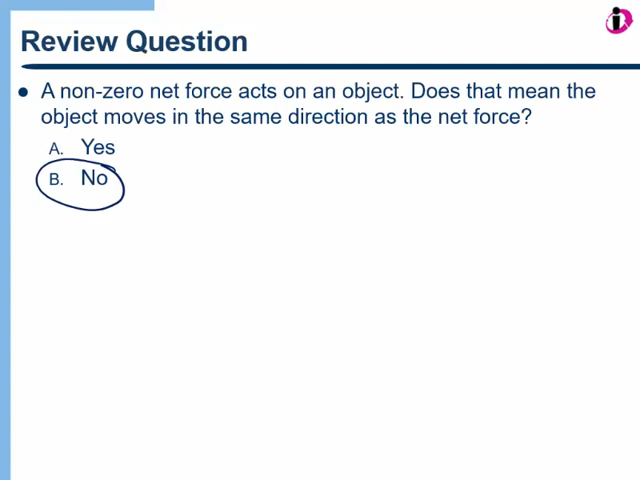 Review Question
A non-zero net force acts on an object. Does that mean the
object moves in the same direction as the net force?
A. Yes
B. No